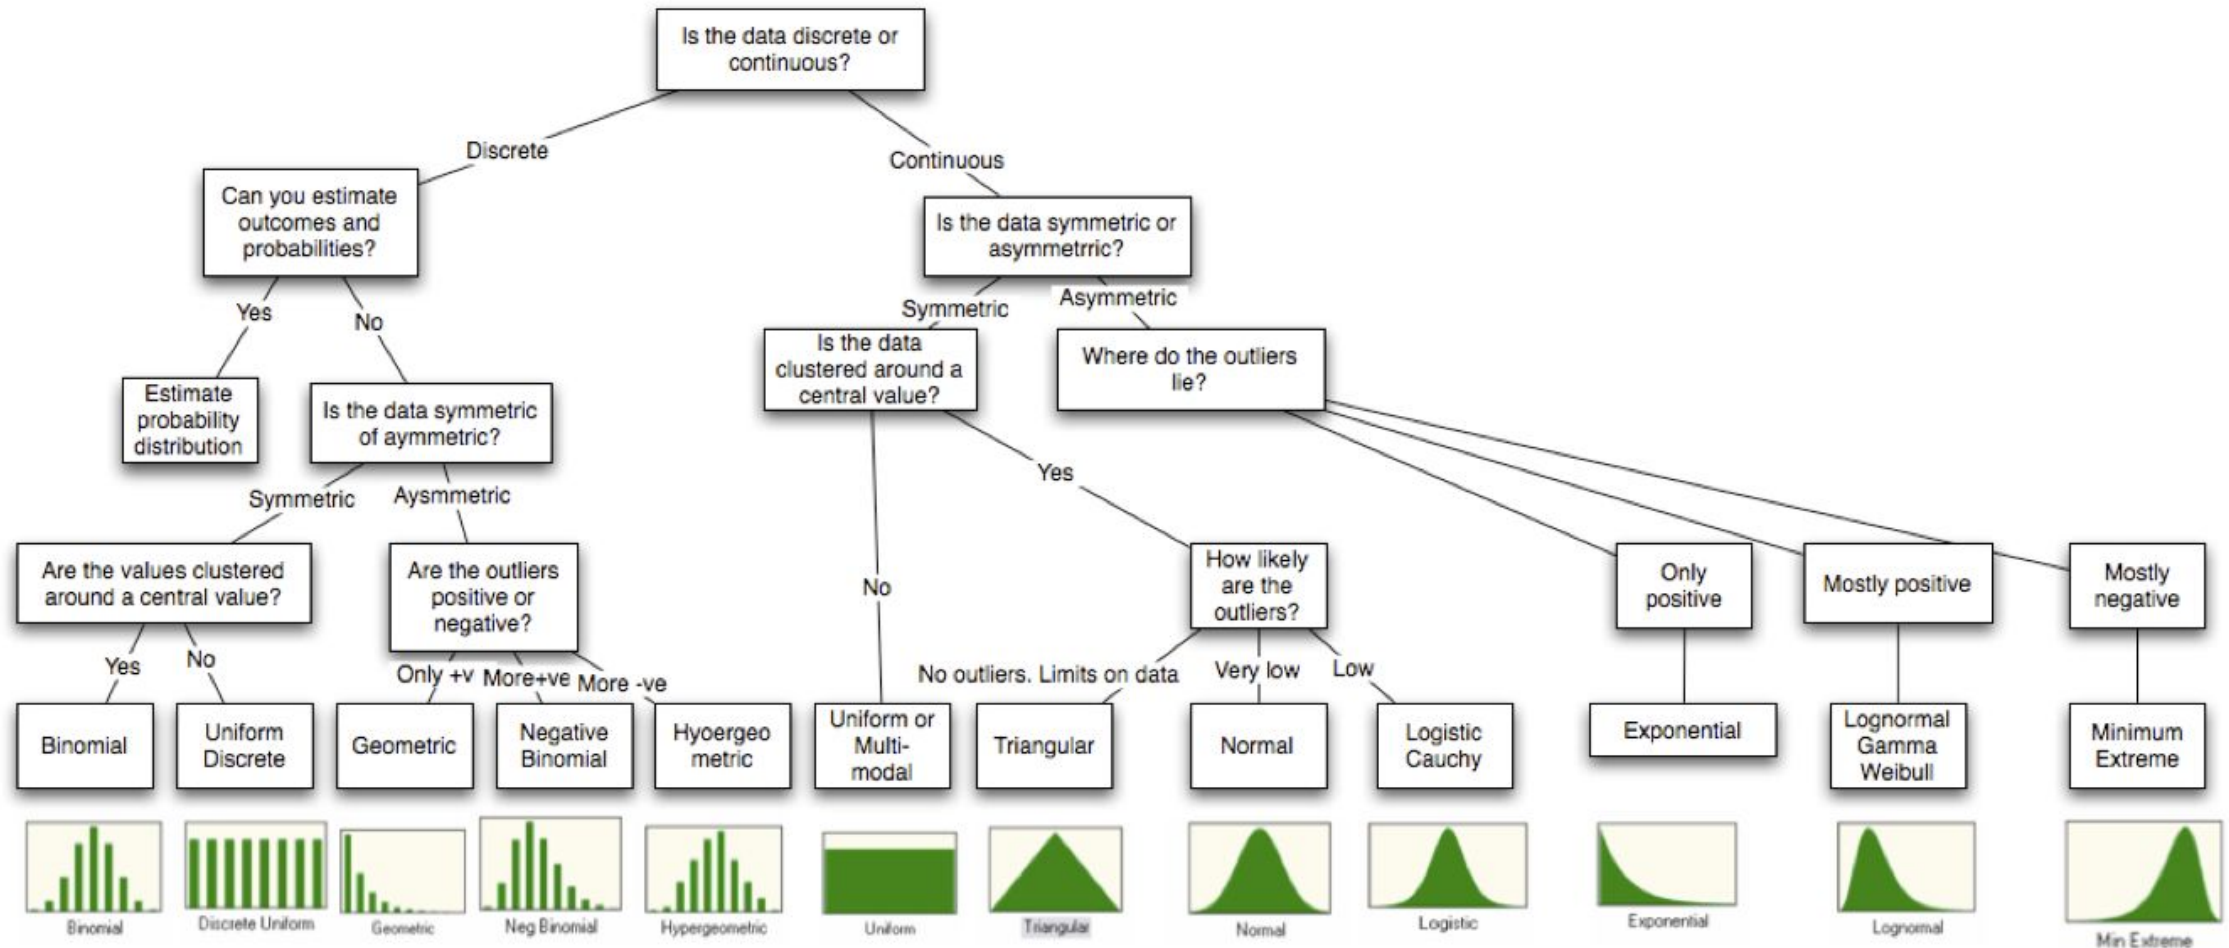 Is the data discrete or
continuous?
Discrete
Continuous
Can you estimate
outcomes and
probabilities?
Is the data symmetric or
asymmetrric?
Yes
No
Symmetric
Asymmetric
Estimate
probability
distribution
Is the data symmetric
of aymmetric?
Is the data
clustered around a
central value?
Where do the outliers
lie?
Symmetric
Aysmmetric
Yes
No
Are the values clustered
around a central value?
Are the outliers
positive or
negative?
How likely
are the
outliers?
Only
positive
Mostly positive
Mostly
negative
Yes
No
Only +v
More+ve
More -ve
No outliers. Limits on data
Very low
Low
Binomial
Uniform
Discrete
Geometric
Negative
Binomial
Hyoergeo
metric
Uniform or
Multi-
modal
Triangular
Normal
Logistic
Cauchy
Exponential
Lognormal
Gamma
Weibull
Minimum
Extreme
Binomial
Discrete Uniform
Geometric
Neg Binomial
Hypergeometric
Uniform
Triangular
Normal
Logistic
Exponential
Lognormal
Min Extreme